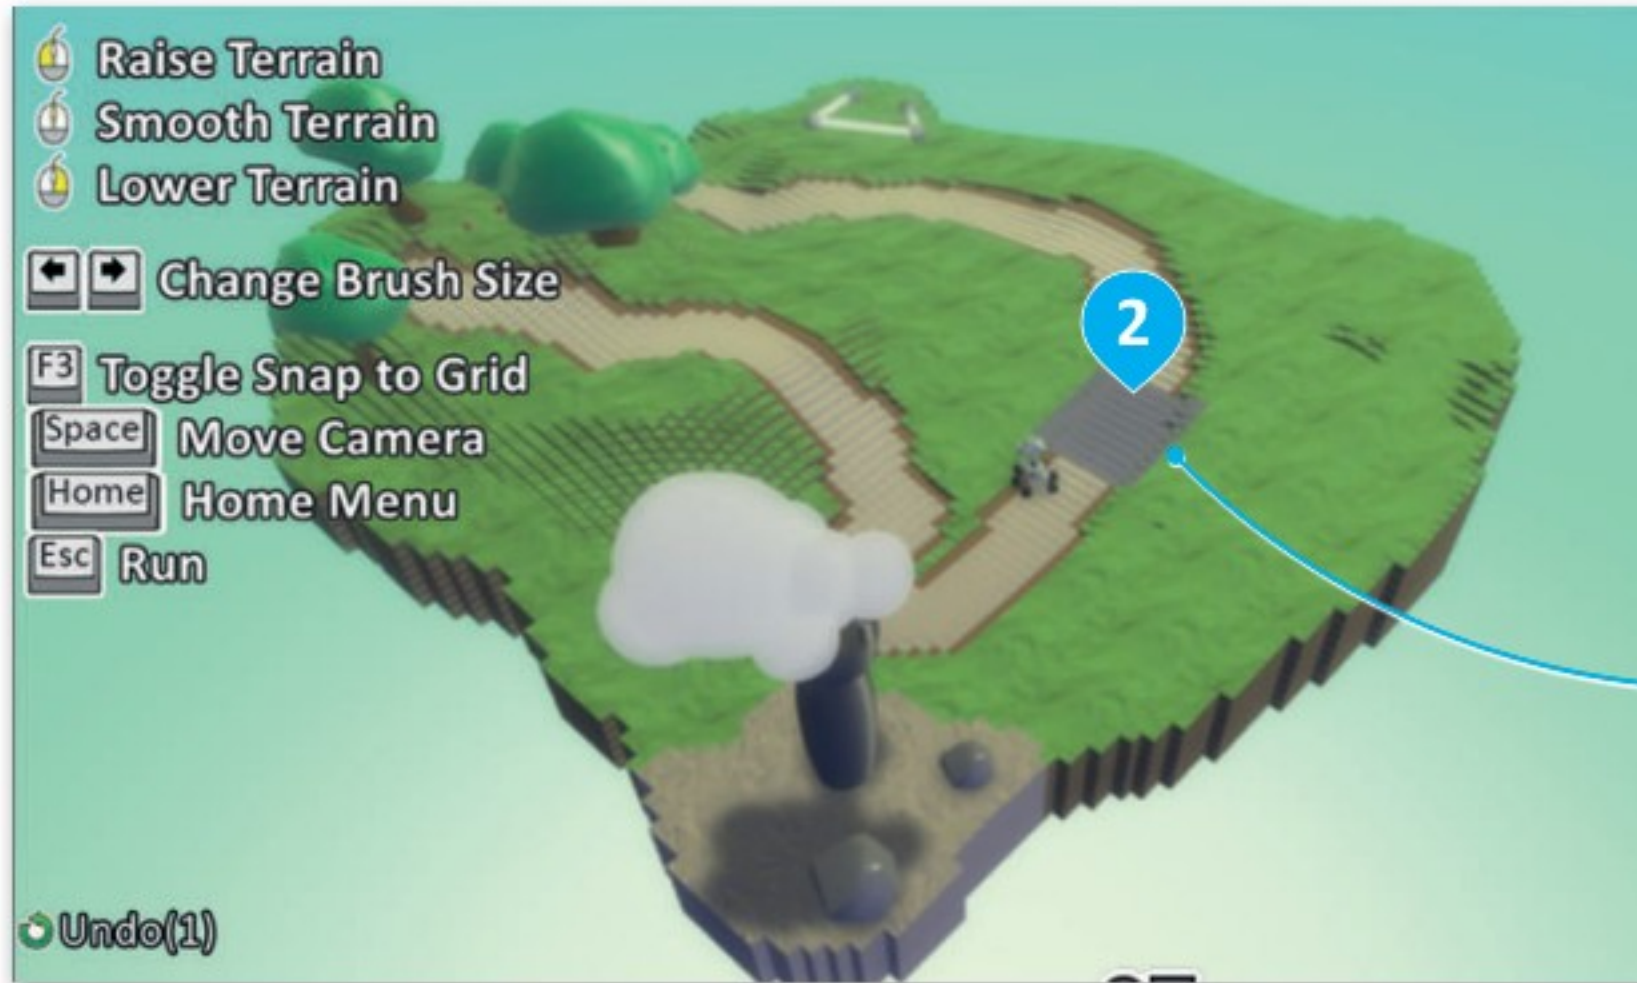 Raise Terrain
Smooth Terrain
Lower Terrain
Change Brush Size
F3 Toggle Snap to Grid
Space Move Camera
Home Home Menu
Esc Run
2
Undo(1)